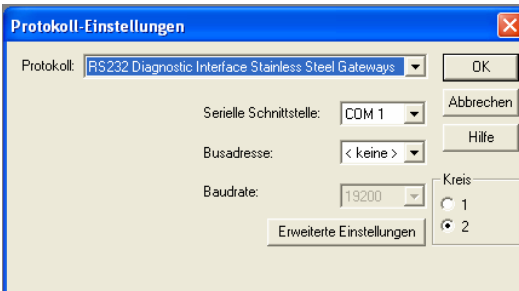 Protokoll-Einstellungen
Protokoll: RS232 Diagnostic Interface Stainless Steel Gateways
OK
Serielle Schnittstelle: COM 1
Abbrechen
Busadresse: < keine >
Hilfe
Baudrate: 19200
Kreis
1
2
Erweiterte Einstellungen